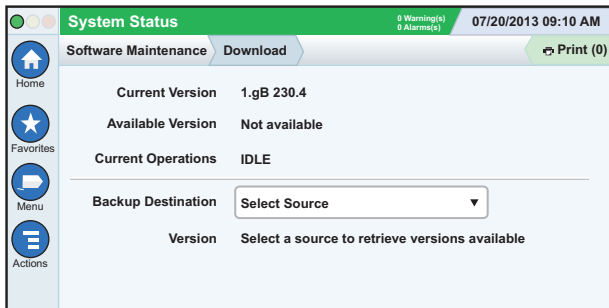 System Status
0 Warning(s)
0 Alarms(s)
07/20/2013 09:10 AM
Software Maintenance Download
Print (0)
Home
Favorites
Menu
Actions
Current Version 1.gB 230.4
Available Version Not available
Current Operations IDLE
Backup Destination Select Source
Version Select a source to retrieve versions available